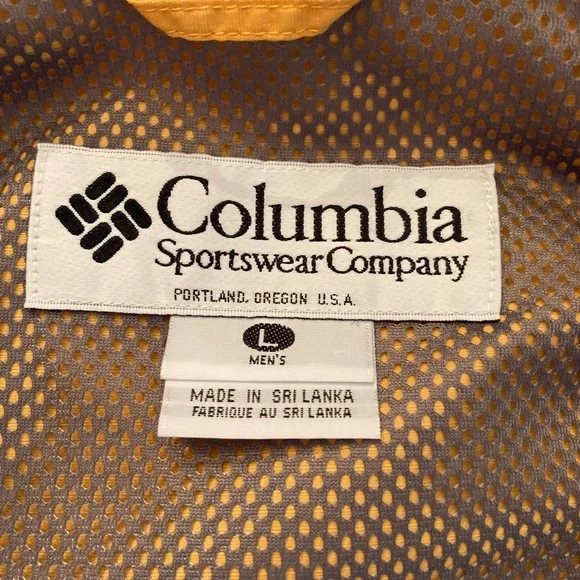 Columbia
Sportswear Company
PORTLAND, OREGON U.S.A.
L
MEN'S
MADE IN SRI LANKA
FABRIQUE AU SRI LANKA